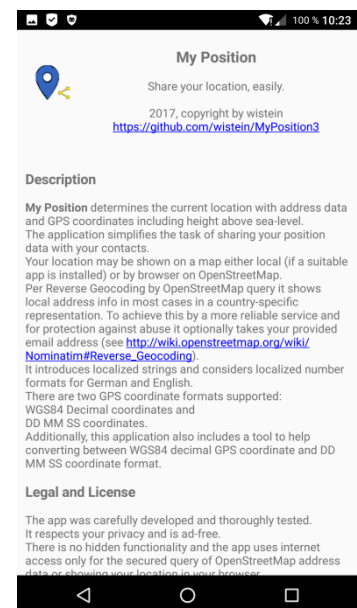 100 % 10:23
My Position
Share your location, easily.
2017, copyright by wistein
https://github.com/wistein/MyPosition3
Description
My Position determines the current location with address data
and GPS coordinates including height above sea-level.
The application simplifies the task of sharing your position
data with your contacts.
Your location may be shown on a map either local (if a suitable
app is installed) or by browser on OpenStreetMap.
Per Reverse Geocoding by OpenStreetMap query it shows
local address info in most cases in a country-specific
representation. To achieve this by a more reliable service and
for protection against abuse it optionally takes your provided
email address (see http://wiki.openstreetmap.org/wiki/
Nominatim#Reverse_Geocoding).
It introduces localized strings and considers localized number
formats for German and English.
There are two GPS coordinate formats supported:
WGS84 Decimal coordinates and
DD MM SS coordinates.
Additionally, this application also includes a tool to help
converting between WGS84 decimal GPS coordinate and DD
MM SS coordinate format.
Legal and License
The app was carefully developed and thoroughly tested.
It respects your privacy and is ad-free.
There is no hidden functionality and the app uses internet
access only for the secured query of OpenStreetMap address
data or showing your location in your browser.